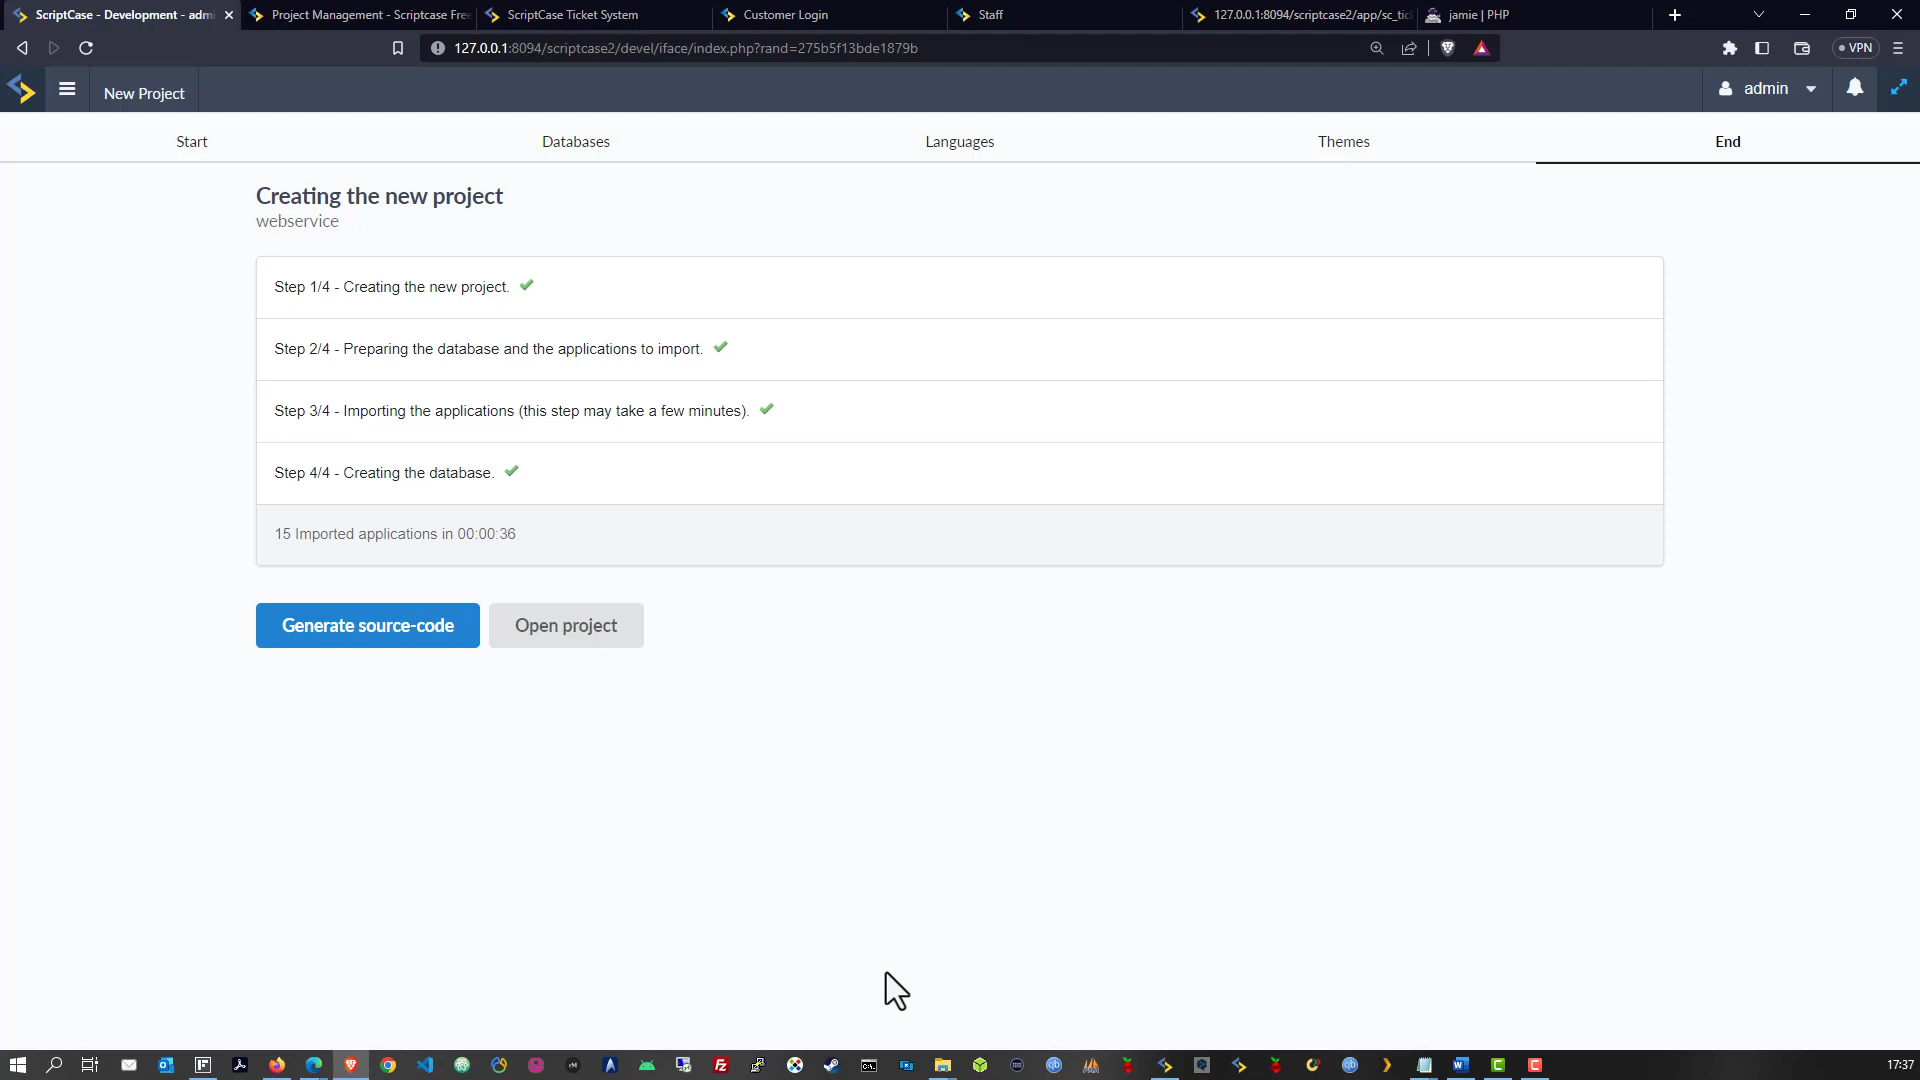 ScriptCase - Development - admi
Project Management - Scriptcase Free
ScriptCase Ticket System
Customer Login
Staff
127.0.0.1:8094/scriptcase2/app/sc_tic
jamie | PHP
127.0.0.1:8094/scriptcase2/devel/iface/index.php?rand=275b5f13bde1879b
VPN
New Project
admin
Start
Databases
Languages
Themes
End
Creating the new project
webservice
Step 1/4 - Creating the new project.
Step 2/4 - Preparing the database and the applications to import.
Step 3/4 - Importing the applications (this step may take a few minutes).
Step 4/4 - Creating the database.
15 Imported applications in 00:00:36
Generate source-code
Open project
17:37